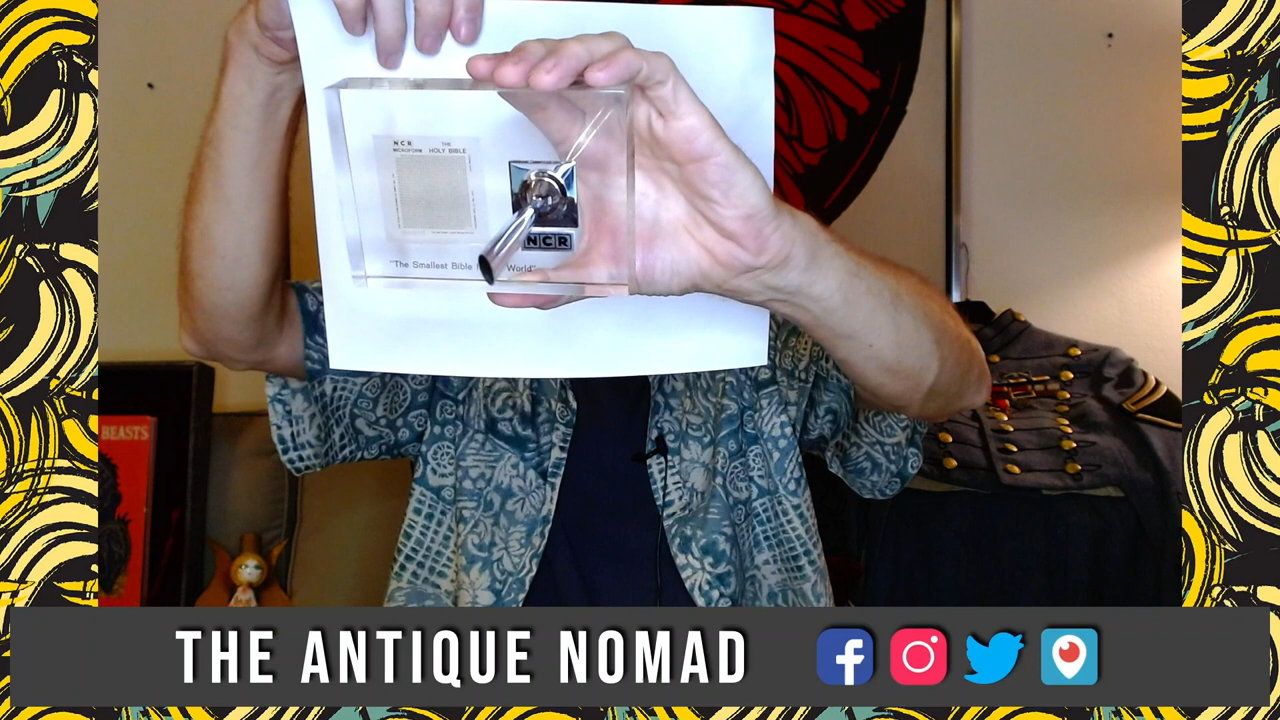 NCR THE
MICROFORM HOLY BIBLE
NCR
"The Smallest Bible World"
BEASTS
THE ANTIQUE NOMAD